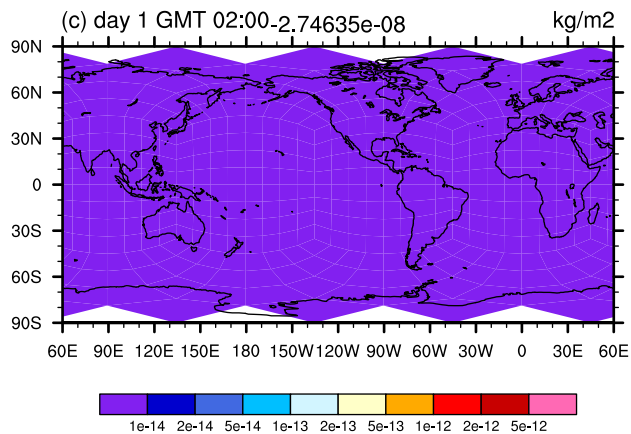 (c) day 1 GMT 02:00 -2.74635e-08 kg/m2
90N
60N
30N
0
30S
60S
90S
60E 90E 120E 150E 180 150W 120W 90W 60W 30W 0 30E 60E
1e-14 2e-14 5e-14 1e-13 2e-13 5e-13 1e-12 2e-12 5e-12